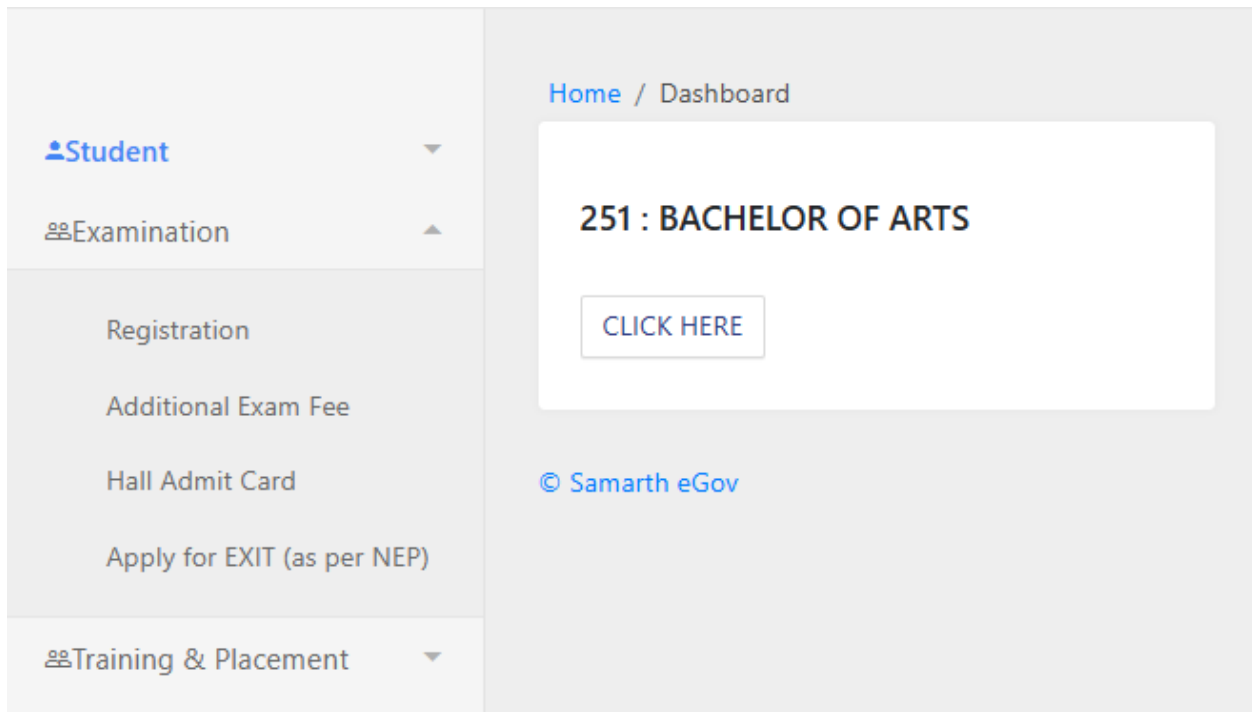 Student
Examination
Registration
Additional Exam Fee
Hall Admit Card
Apply for EXIT (as per NEP)
Training & Placement
Home / Dashboard
251 : BACHELOR OF ARTS
CLICK HERE
© Samarth eGov